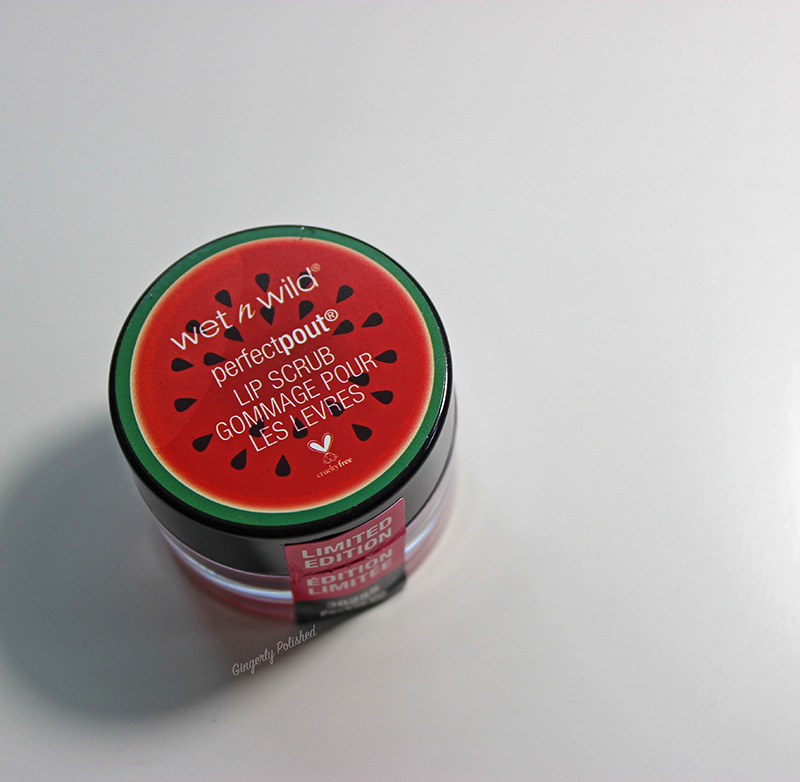 wet n wild®
perfectpout®
LIP SCRUB
GOMMAGE POUR
LES LEVRES
crueltyfree
LIMITED
EDITION
ÉDITION
LIMITÉE
Gingerly Polished